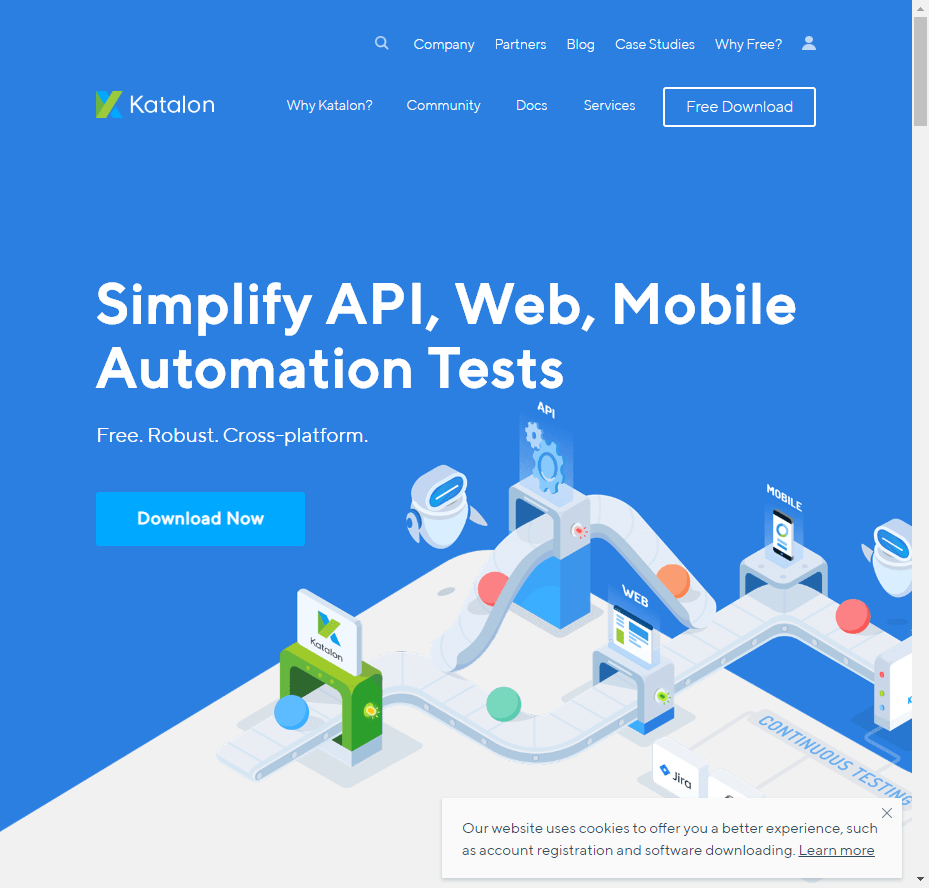 Company Partners Blog Case Studies Why Free?
Katalon
Why Katalon? Community Docs Services Free Download
Simplify API, Web, Mobile
Automation Tests
Free. Robust. Cross-platform.
Download Now
API
MOBILE
WEB
Katalon
CONTINUOUS TESTING
Jira
Our website uses cookies to offer you a better experience, such
as account registration and software downloading. Learn more